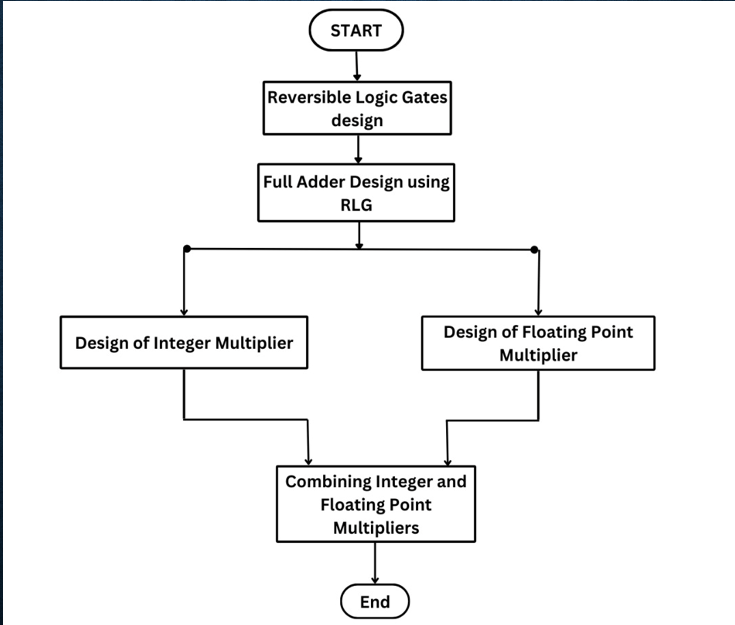 START
Reversible Logic Gates
design
Full Adder Design using
RLG
Design of Integer Multiplier
Design of Floating Point
Multiplier
Combining Integer and
Floating Point
Multipliers
End